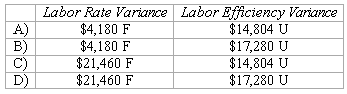 Labor Rate Variance Labor Efficiency Variance
A) $4,180 F $14,804 U
B) $4,180 F $17,280 U
C) $21,460 F $14,804 U
D) $21,460 F $17,280 U